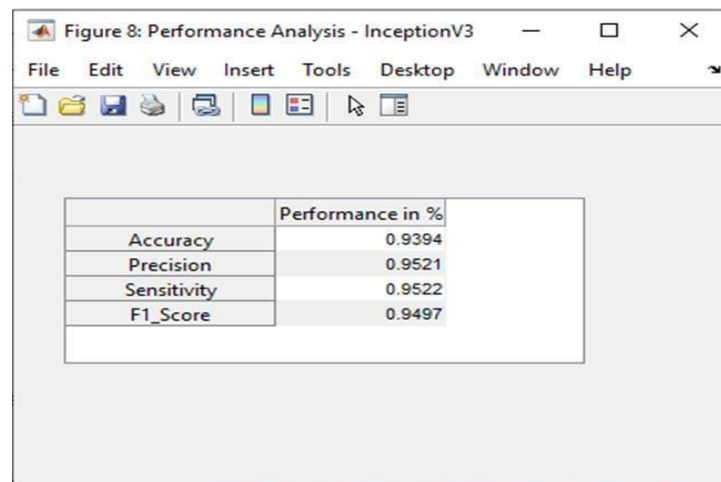 Figure 8: Performance Analysis - InceptionV3
File Edit View Insert Tools Desktop Window Help
Performance in %
Accuracy 0.9394
Precision 0.9521
Sensitivity 0.9522
F1_Score 0.9497